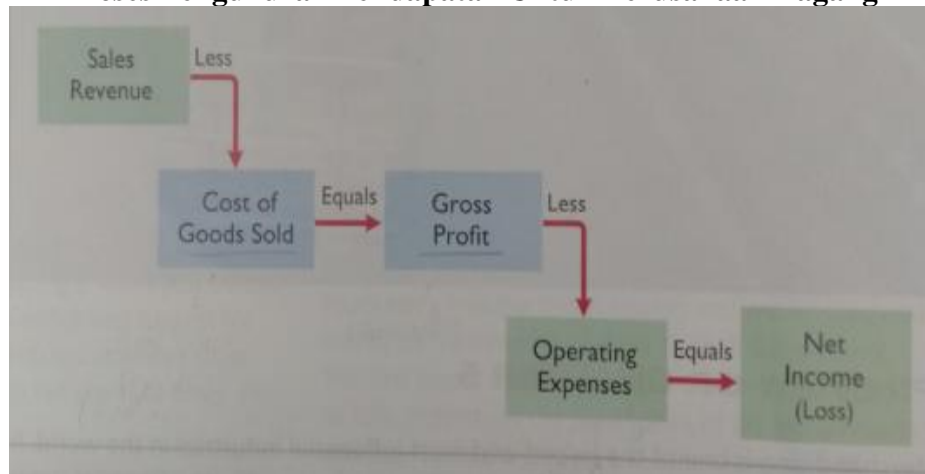 Sales
Revenue
Less
Cost of
Goods Sold
Equals
Gross
Profit
Less
Operating
Expenses
Equals
Net
Income
(Loss)